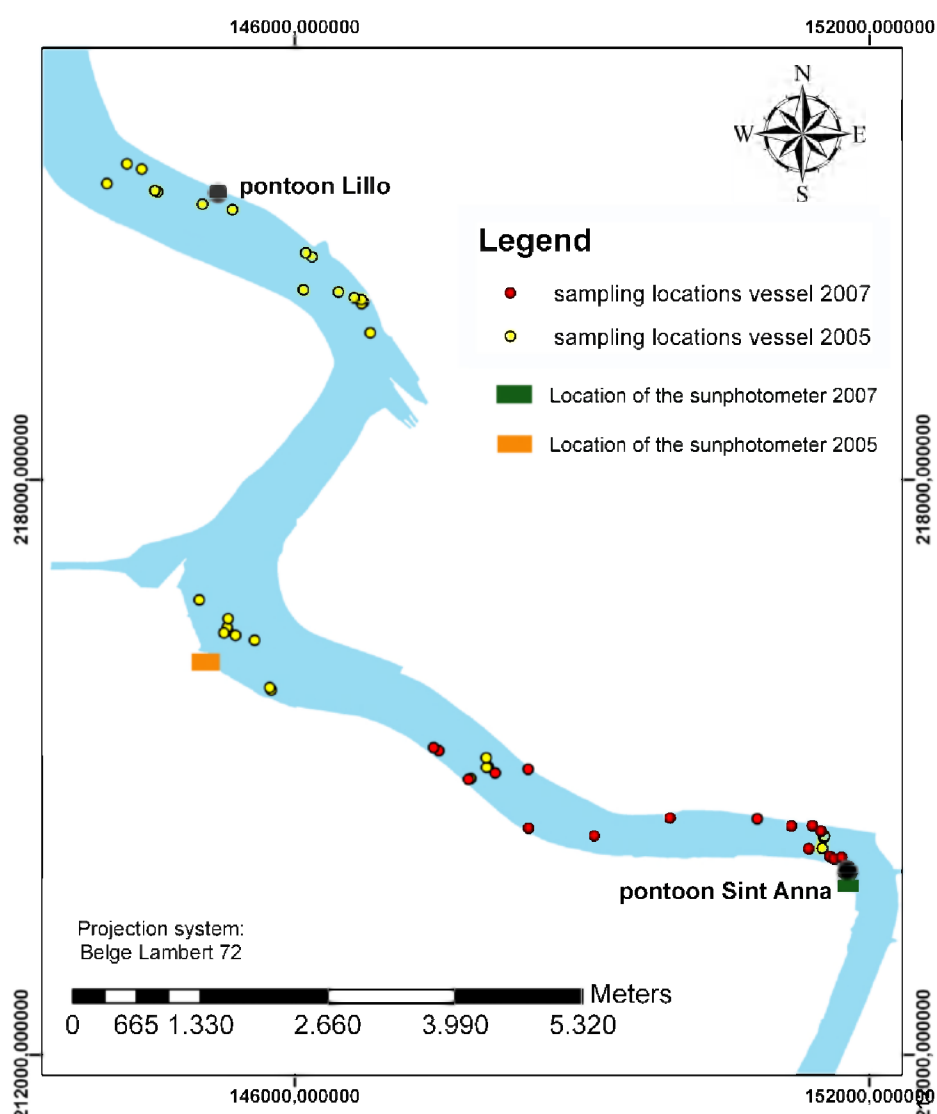 146000,000000
152000,000000
N
W
E
S
pontoon Lillo
Legend
sampling locations vessel 2007
sampling locations vessel 2005
Location of the sunphotometer 2007
Location of the sunphotometer 2005
218000,000000
218000,000000
pontoon Sint Anna
Projection system:
Belge Lambert 72
Meters
0 665 1.330 2.660 3.990 5.320
212000,000000
212000,000000
146000,000000
152000,000000